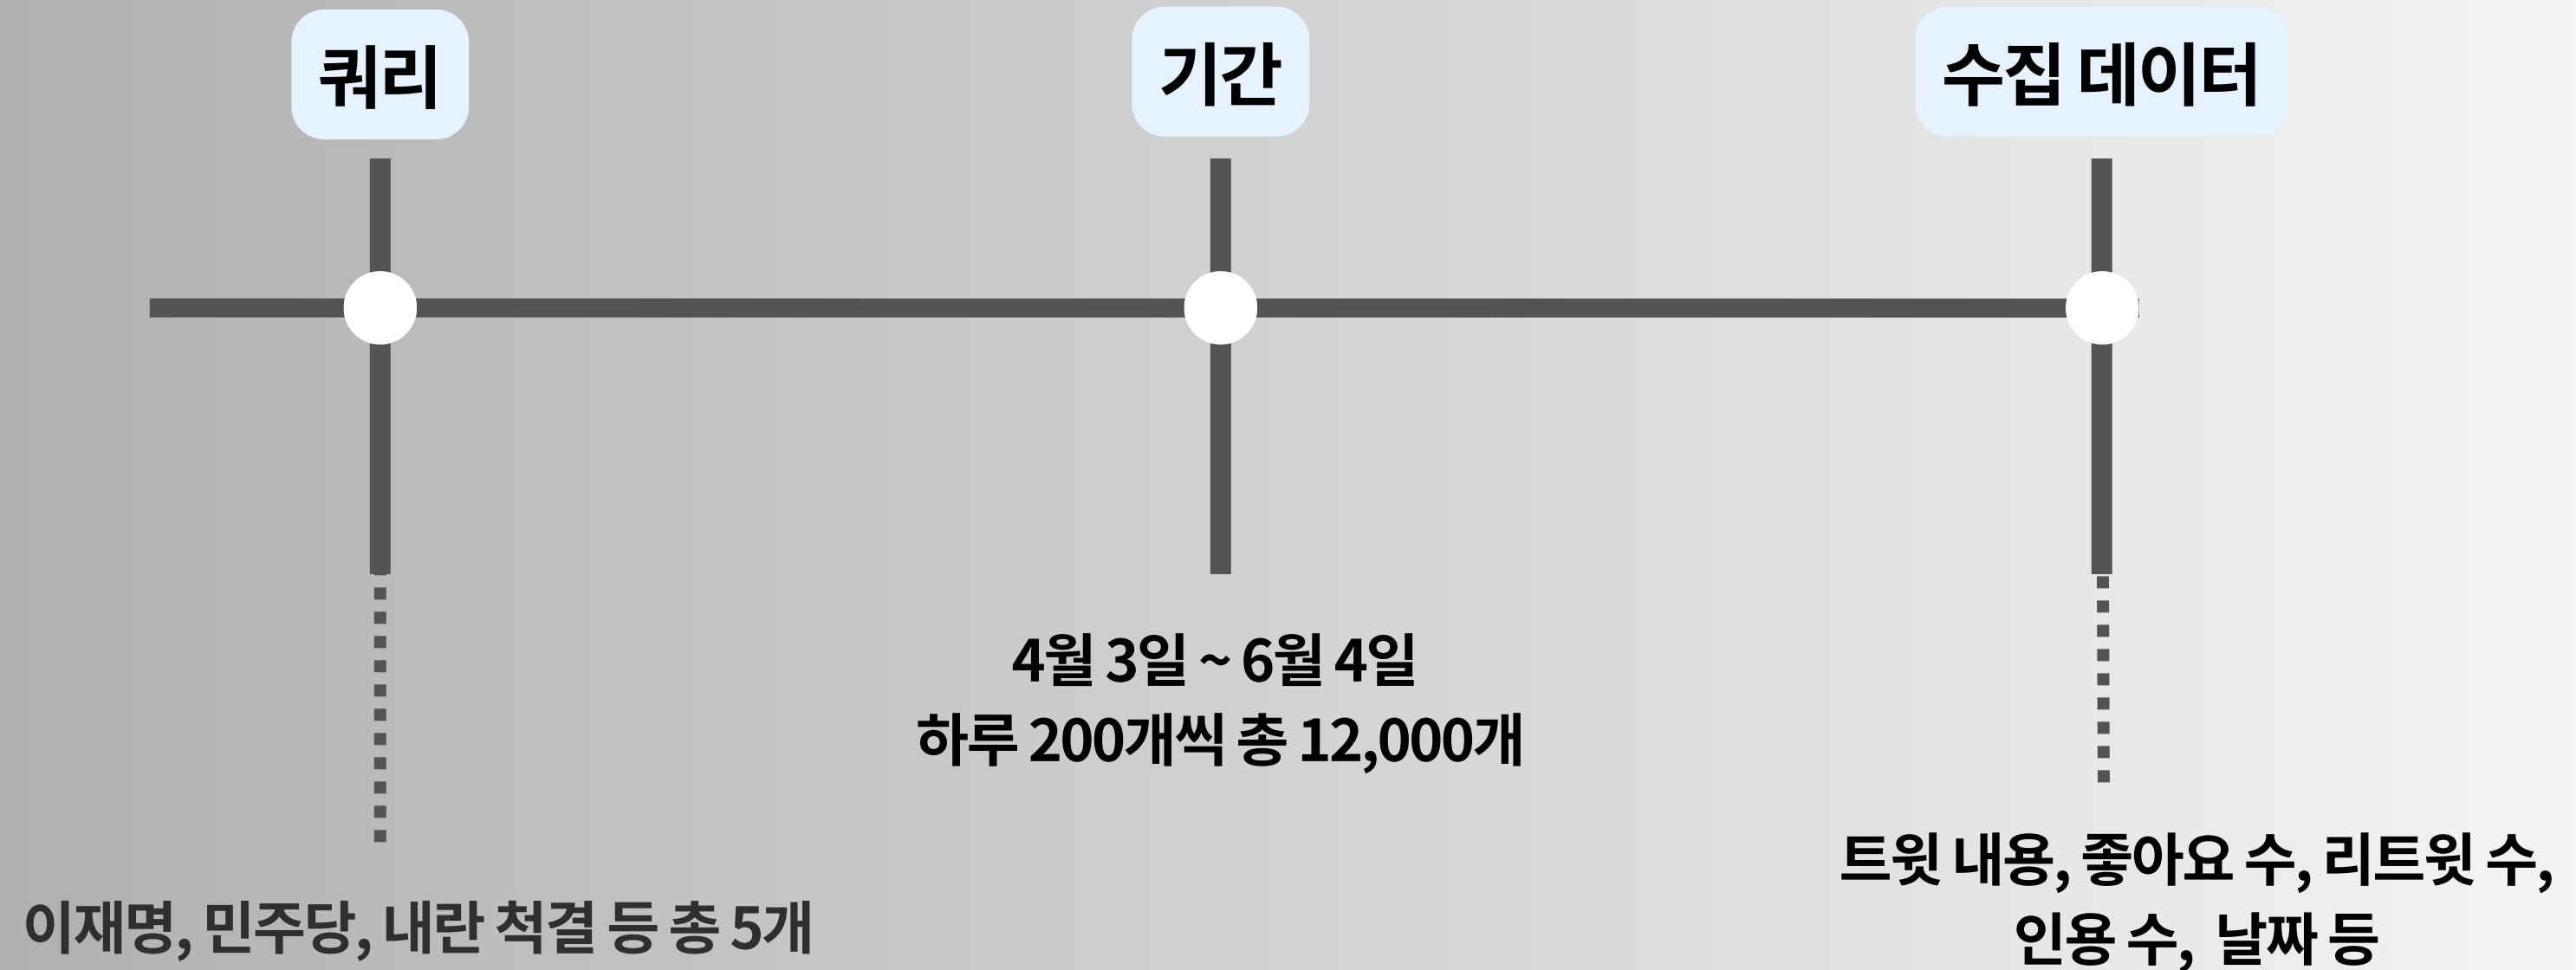 쿼리
기간
수집 데이터
4월 3일 ~ 6월 4일
하루 200개씩 총 12,000개
트윗 내용, 좋아요 수, 리트윗 수,
인용 수, 날짜 등
이재명, 민주당, 내란 척결 등 총 5개